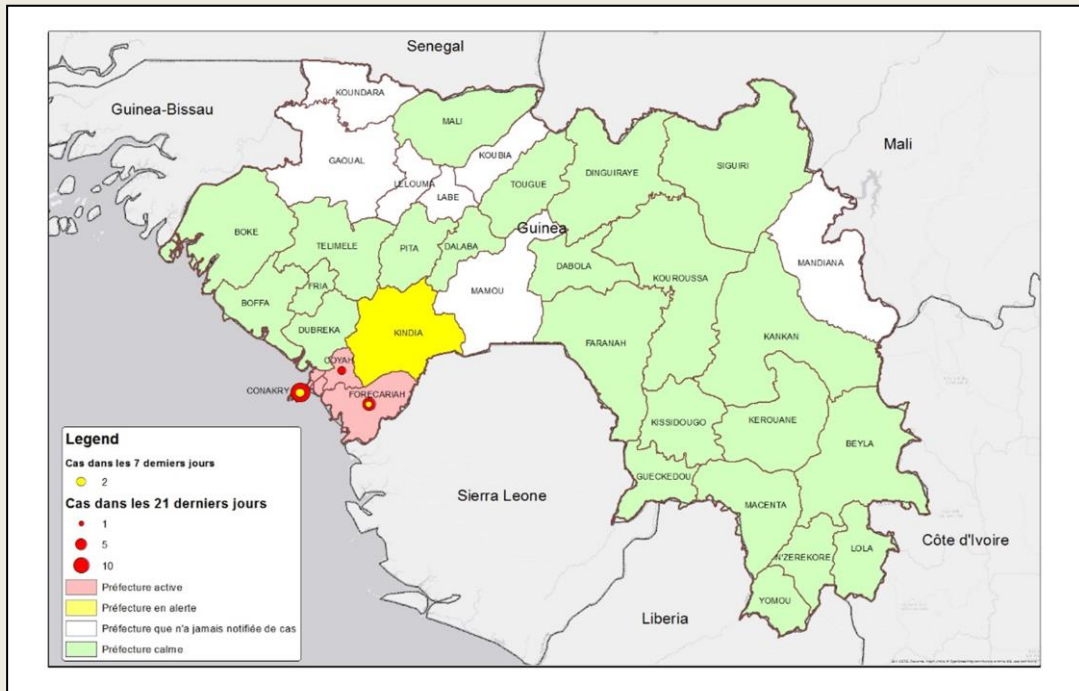 Senegal
Guinea-Bissau
KOUNDARA
MALI
Mali
KOUBIA
SIGUIRI
GAOUAL
DINGUIRAYE
LELOUMA
TOUGUE
LABE
Guinea
BOKE
TELIMELE
PITA
DALABA
MANDIANA
DABOLA
KOUROUSSA
FRIA
MAMOU
BOFFA
DUBREKA
KINDIA
KANKAN
FARANAH
COYAH
CONAKRY
FORECARIAH
KISSIDOUGO
KEROUANE
BEYLA
GUECKEDOU
Sierra Leone
MACENTA
Côte d'Ivoire
N'ZEREKORE
LOLA
YOMOU
Liberia
Legend
Cas dans les 7 derniers jours
2
Cas dans les 21 derniers jours
1
5
10
Préfecture active
Préfecture en alerte
Préfecture que n'a jamais notifiée de cas
Préfecture calme